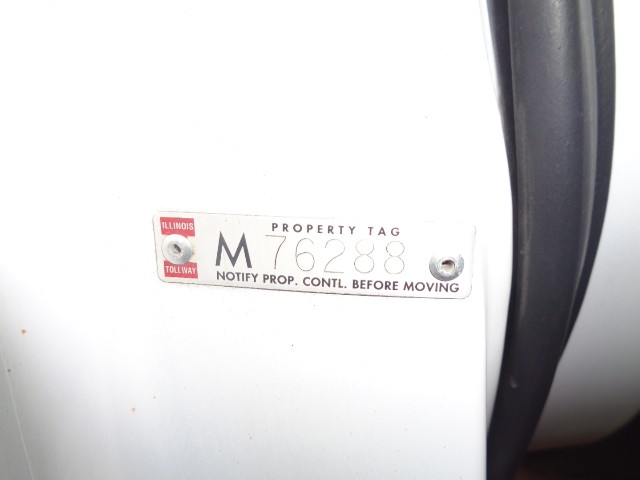 PROPERTY TAG
ILLINOIS
TOLLWAY
M 76288
NOTIFY PROP. CONTL. BEFORE MOVING